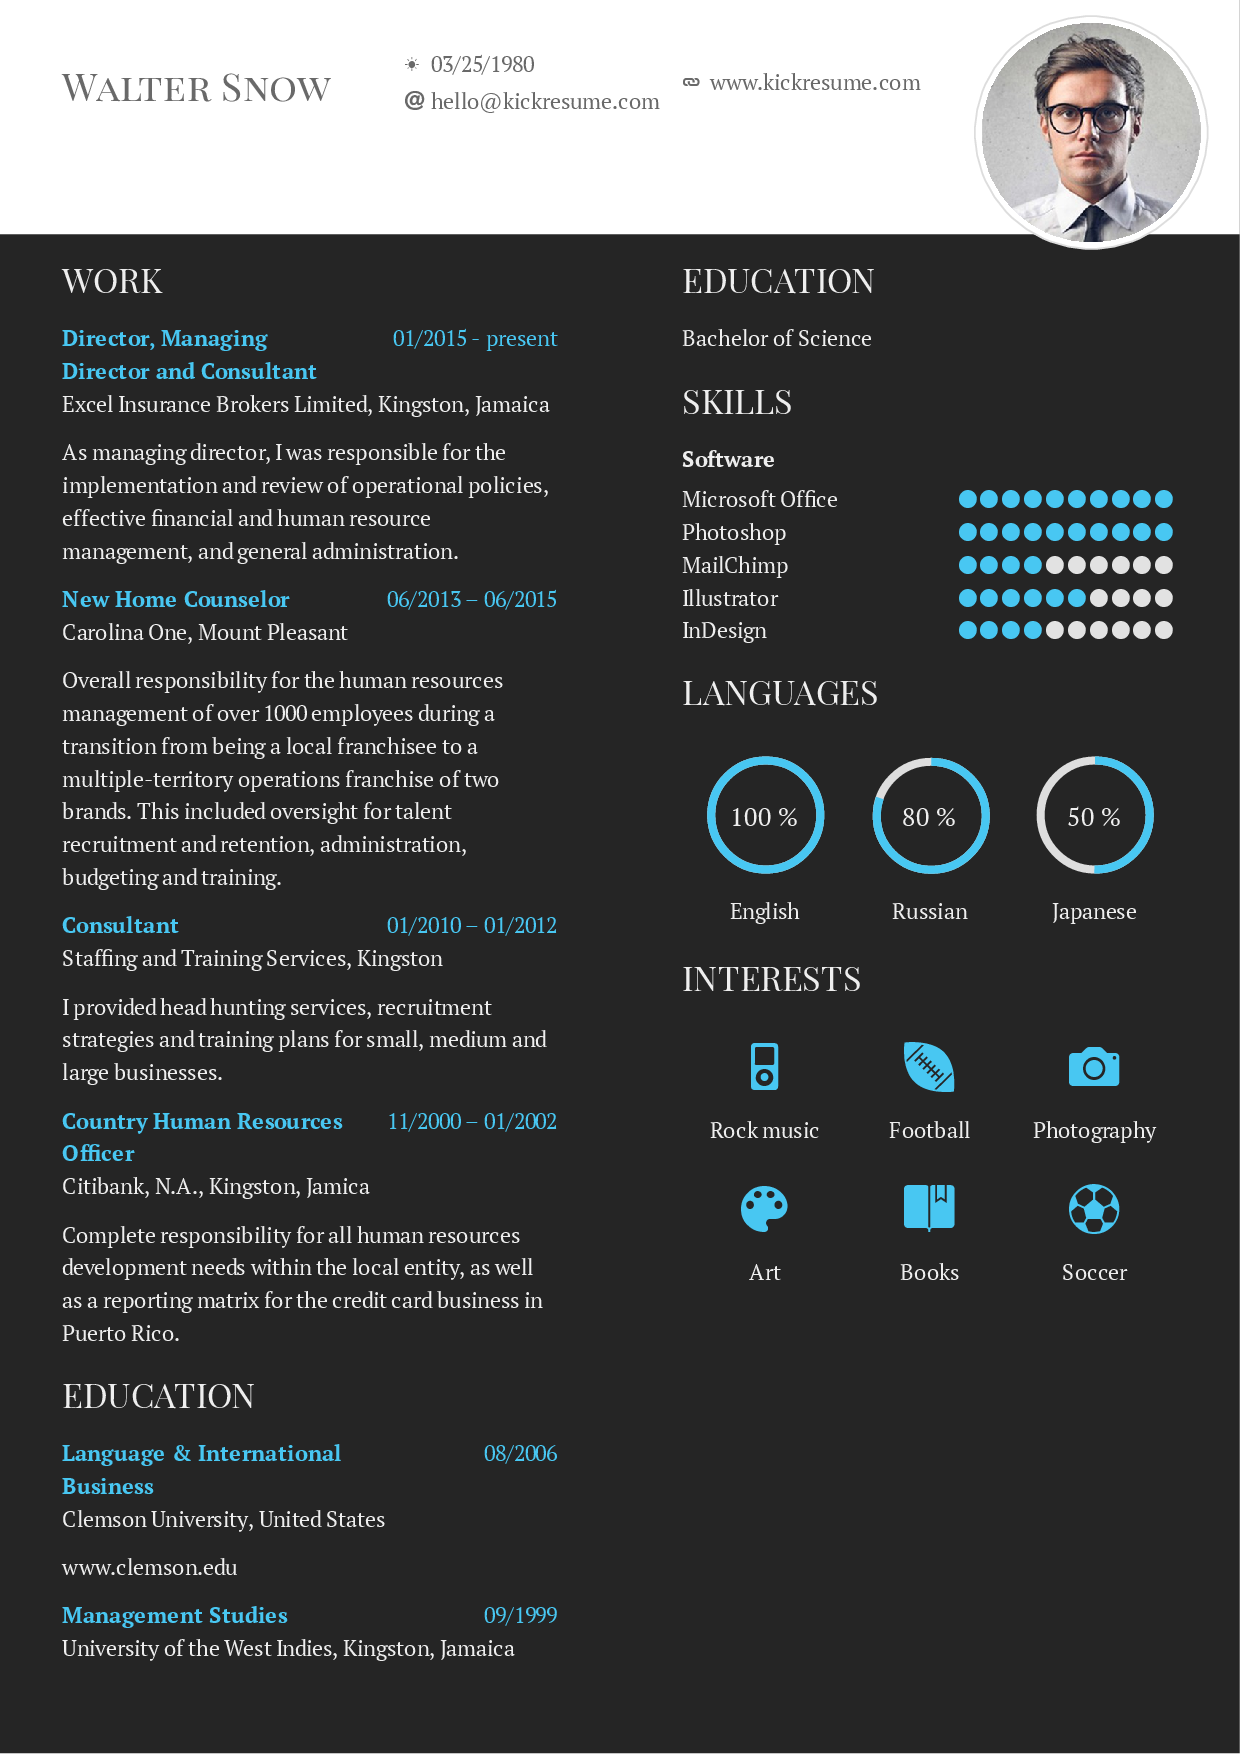 Walter Snow
03/25/1980
hello@kickresume.com
www.kickresume.com
WORK
Director, Managing 01/2015 - present
Director and Consultant
Excel Insurance Brokers Limited, Kingston, Jamaica
As managing director, I was responsible for the
implementation and review of operational policies,
effective financial and human resource
management, and general administration.
New Home Counselor 06/2013 – 06/2015
Carolina One, Mount Pleasant
Overall responsibility for the human resources
management of over 1000 employees during a
transition from being a local franchisee to a
multiple-territory operations franchise of two
brands. This included oversight for talent
recruitment and retention, administration,
budgeting and training.
Consultant 01/2010 – 01/2012
Staffing and Training Services, Kingston
I provided head hunting services, recruitment
strategies and training plans for small, medium and
large businesses.
Country Human Resources 11/2000 – 01/2002
Officer
Citibank, N.A., Kingston, Jamica
Complete responsibility for all human resources
development needs within the local entity, as well
as a reporting matrix for the credit card business in
Puerto Rico.
EDUCATION
Language & International 08/2006
Business
Clemson University, United States
www.clemson.edu
Management Studies 09/1999
University of the West Indies, Kingston, Jamaica
EDUCATION
Bachelor of Science
SKILLS
Software
Microsoft Office
Photoshop
MailChimp
Illustrator
InDesign
LANGUAGES
100 % 80 % 50 %
English Russian Japanese
INTERESTS
Rock music Football Photography
Art Books Soccer